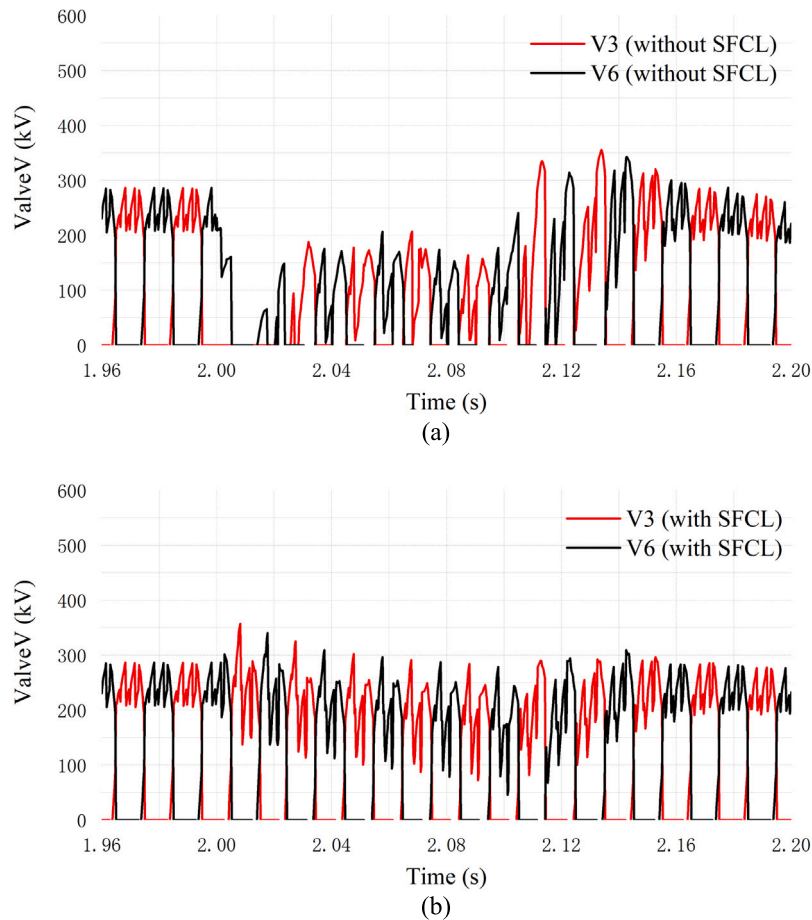 600
V3 (without SFCL)
500
V6 (without SFCL)
400
ValveV (kV)
300
200
100
0
1.96 2.00 2.04 2.08 2.12 2.16 2.20
Time (s)
(a)
600
V3 (with SFCL)
500
V6 (with SFCL)
400
ValveV (kV)
300
200
100
0
1.96 2.00 2.04 2.08 2.12 2.16 2.20
Time (s)
(b)